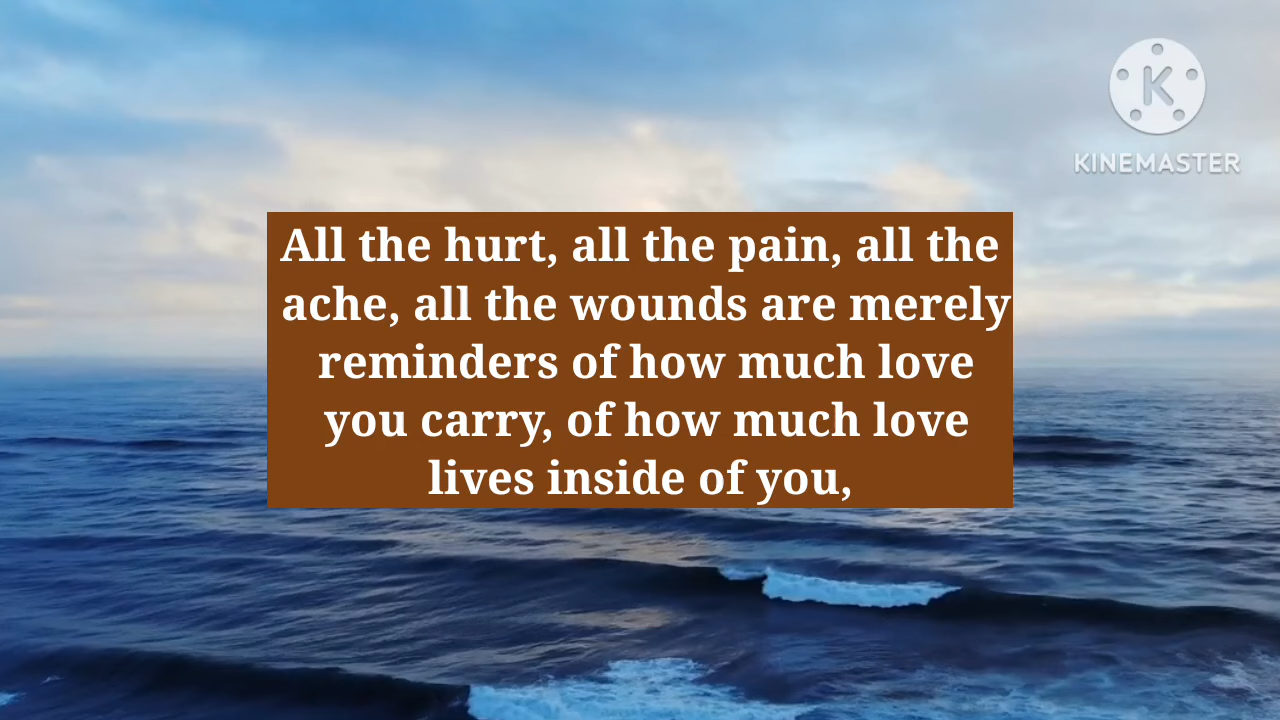 KINEMASTER
All the hurt, all the pain, all the
ache, all the wounds are merely
reminders of how much love
you carry, of how much love
lives inside of you,